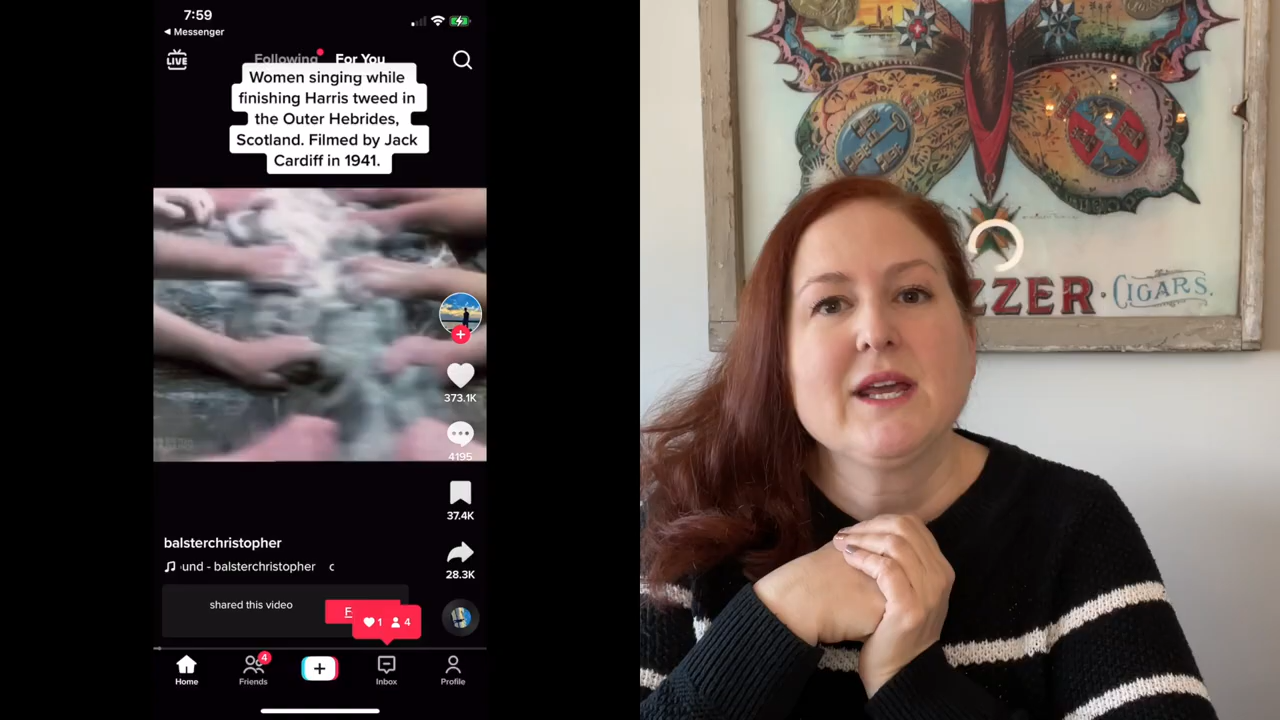 7:59
Messenger
LIVE
Following
For You
Women singing while
finishing Harris tweed in
the Outer Hebrides,
Scotland. Filmed by Jack
Cardiff in 1941.
373.1K
4195
37.4K
balsterchristopher
und - balsterchristopher
28.3K
shared this video
F
1
4
4
Home
Friends
Inbox
Profile
ZZER · CIGARS.